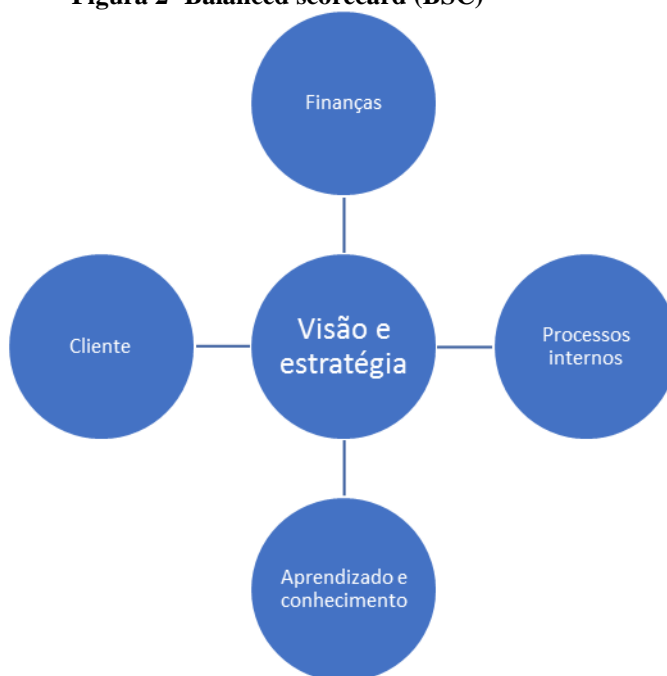 Figura 2- Balanced scorecard (BSC)
Finanças
Visão e
estratégia
Cliente
Processos
internos
Aprendizado e
conhecimento